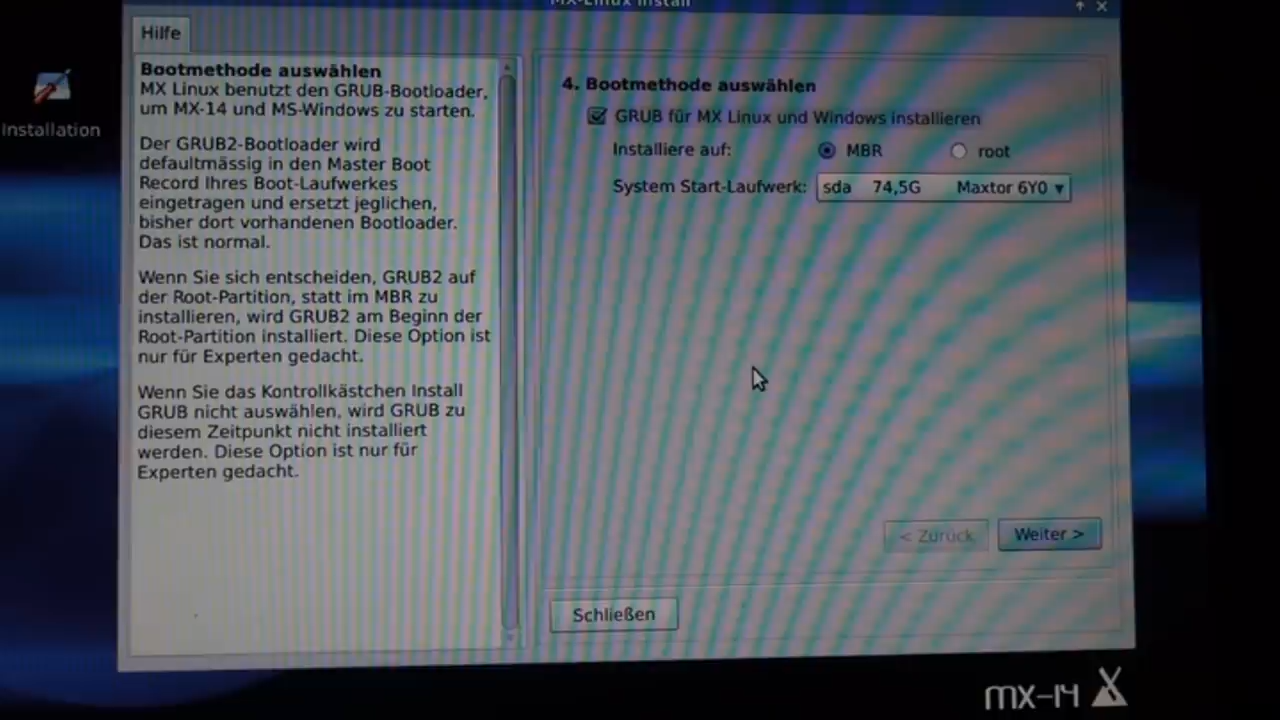 MX-Linux Install
Hilfe
Installation
Bootmethode auswählen
MX Linux benutzt den GRUB-Bootloader,
um MX-14 und MS-Windows zu starten.
Der GRUB2-Bootloader wird
defaultmässig in den Master Boot
Record Ihres Boot-Laufwerkes
eingetragen und ersetzt jeglichen,
bisher dort vorhandenen Bootloader.
Das ist normal.
Wenn Sie sich entscheiden, GRUB2 auf
der Root-Partition, statt im MBR zu
installieren, wird GRUB2 am Beginn der
Root-Partition installiert. Diese Option ist
nur für Experten gedacht.
Wenn Sie das Kontrollkästchen Install
GRUB nicht auswählen, wird GRUB zu
diesem Zeitpunkt nicht installiert
werden. Diese Option ist nur für
Experten gedacht.
4. Bootmethode auswählen
GRUB für MX Linux und Windows installieren
Installiere auf: MBR root
System Start-Laufwerk: sda 74,5G Maxtor 6Y0
< Zurück Weiter >
Schließen
mx-14